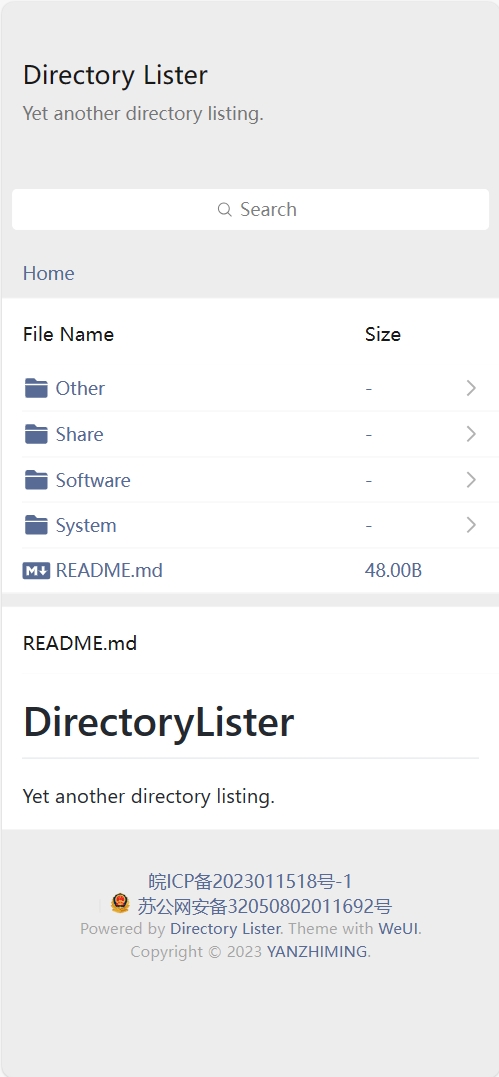 Directory Lister
Yet another directory listing.
Search
Home
File Name Size
Other -
Share -
Software -
System -
README.md 48.00B
README.md
DirectoryLister
Yet another directory listing.
皖ICP备2023011518号-1
苏公网安备32050802011692号
Powered by Directory Lister. Theme with WeUI.
Copyright © 2023 YANZHIMING.